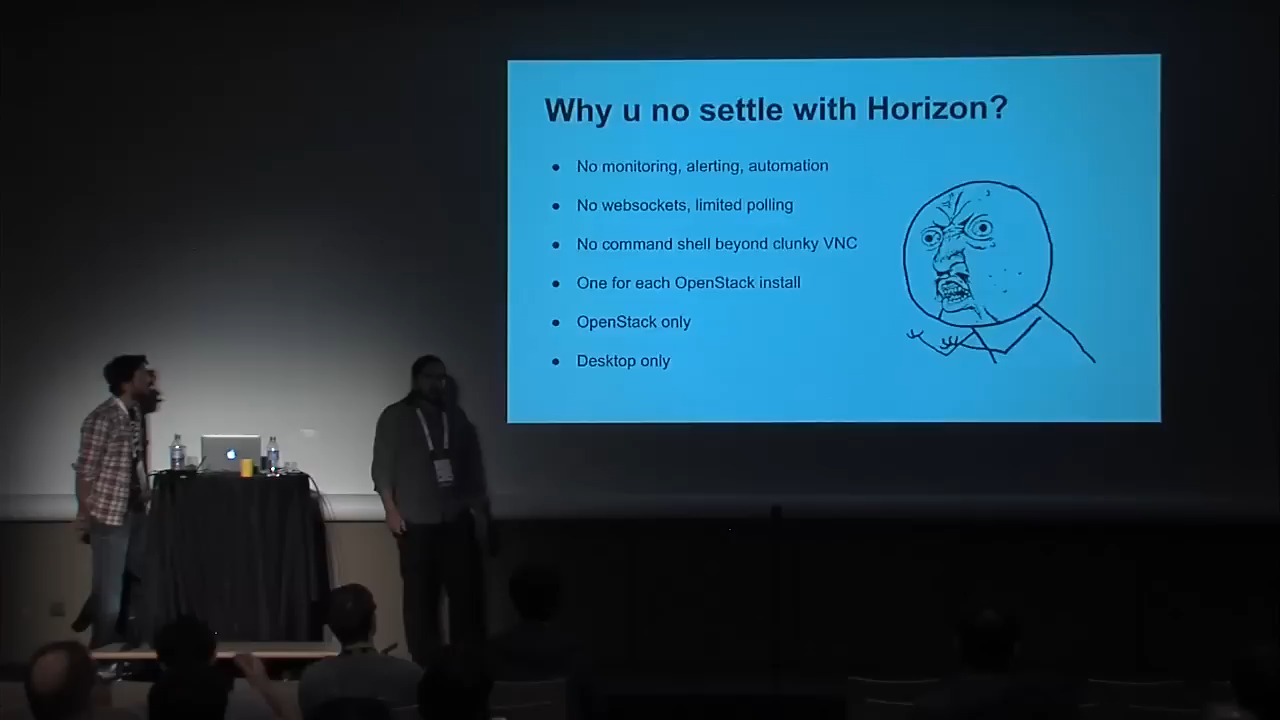 Why u no settle with Horizon?
No monitoring, alerting, automation
No websockets, limited polling
No command shell beyond clunky VNC
One for each OpenStack install
OpenStack only
Desktop only